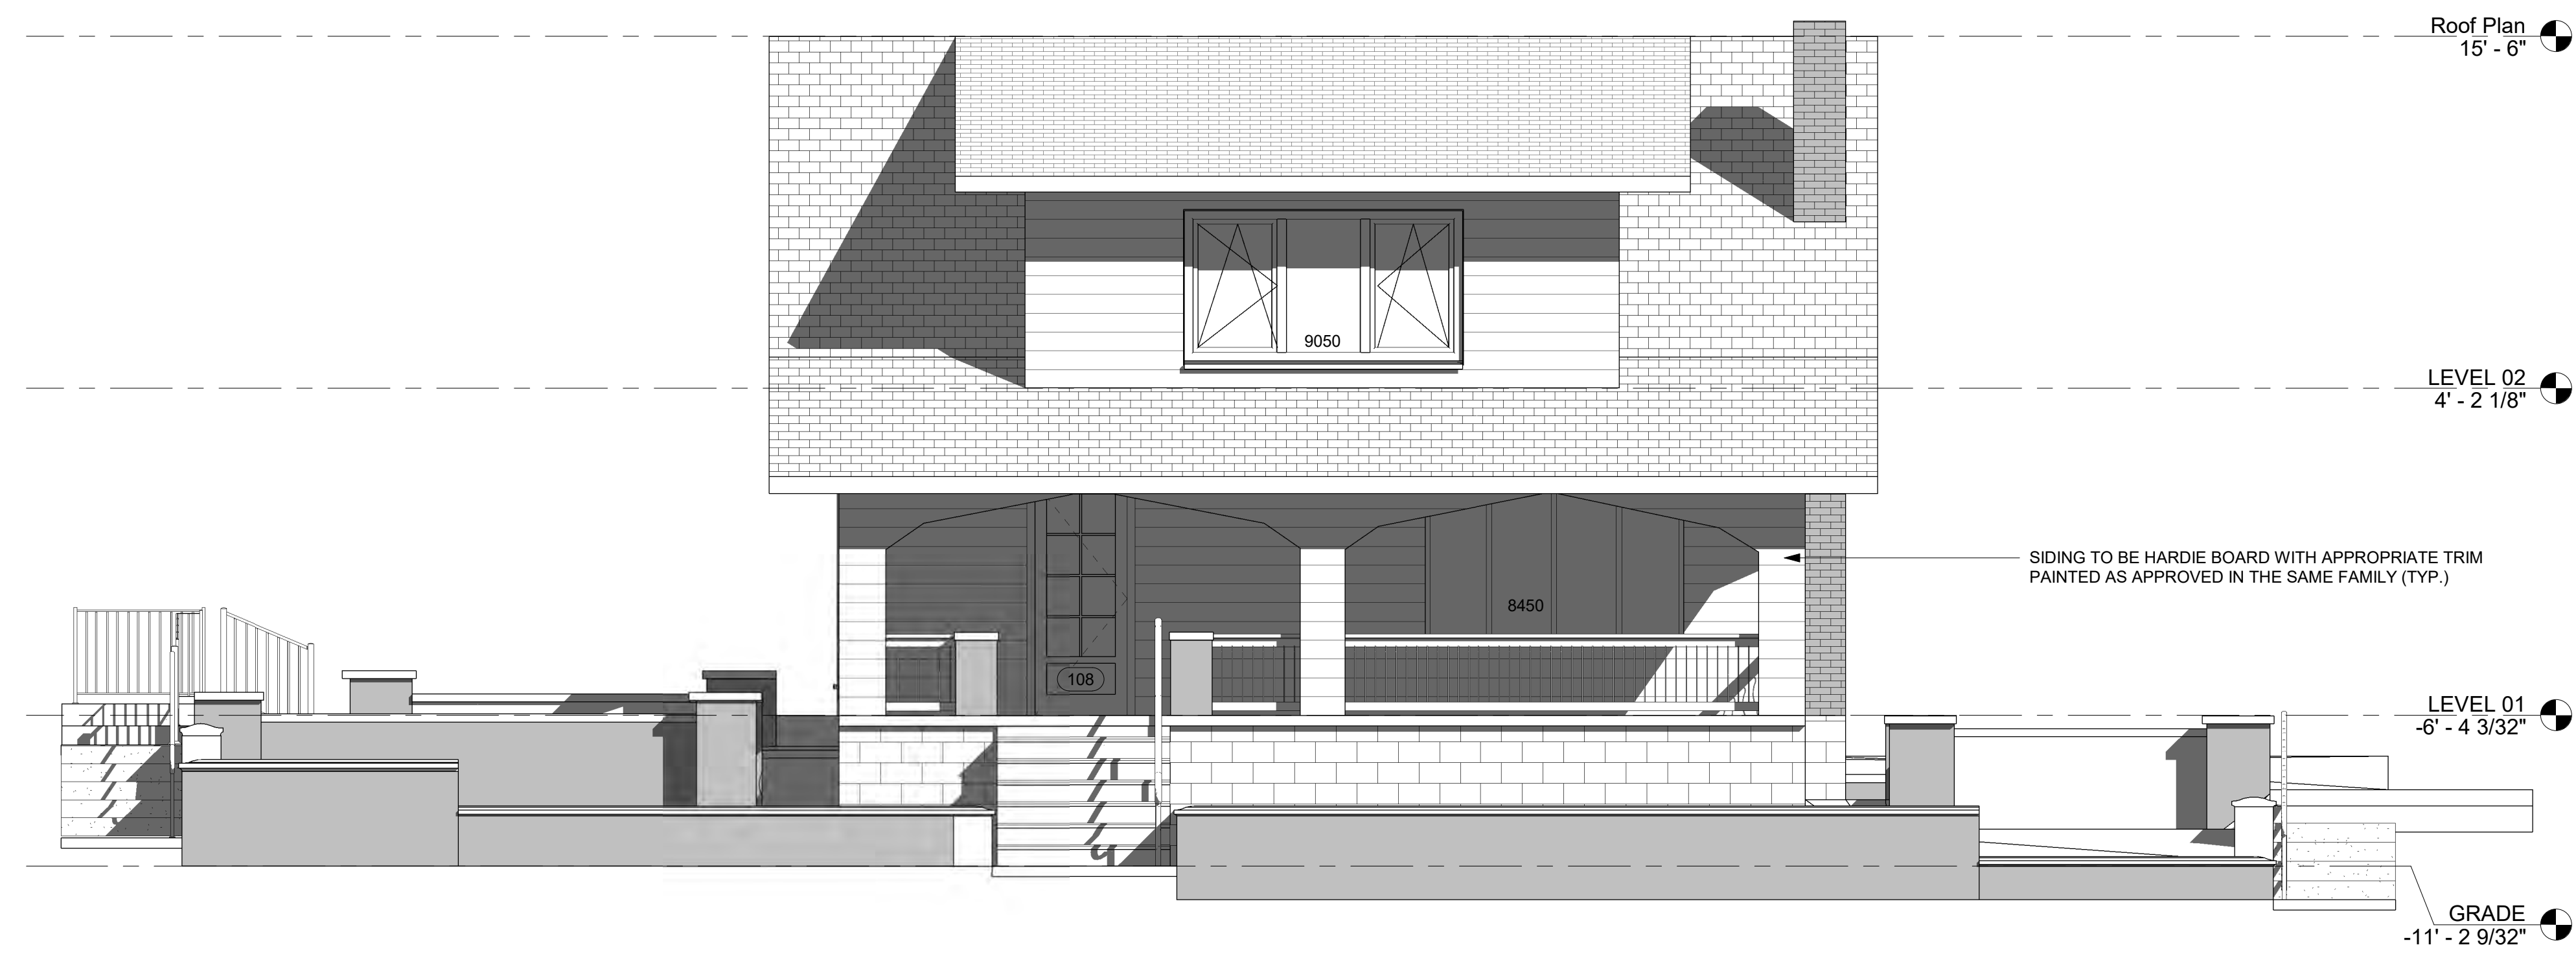 Roof Plan
15' - 6"
9050
LEVEL 02
4' - 2 1/8"
SIDING TO BE HARDIE BOARD WITH APPROPRIATE TRIM
PAINTED AS APPROVED IN THE SAME FAMILY (TYP.)
8450
108
LEVEL 01
-6' - 4 3/32"
GRADE
-11' - 2 9/32"